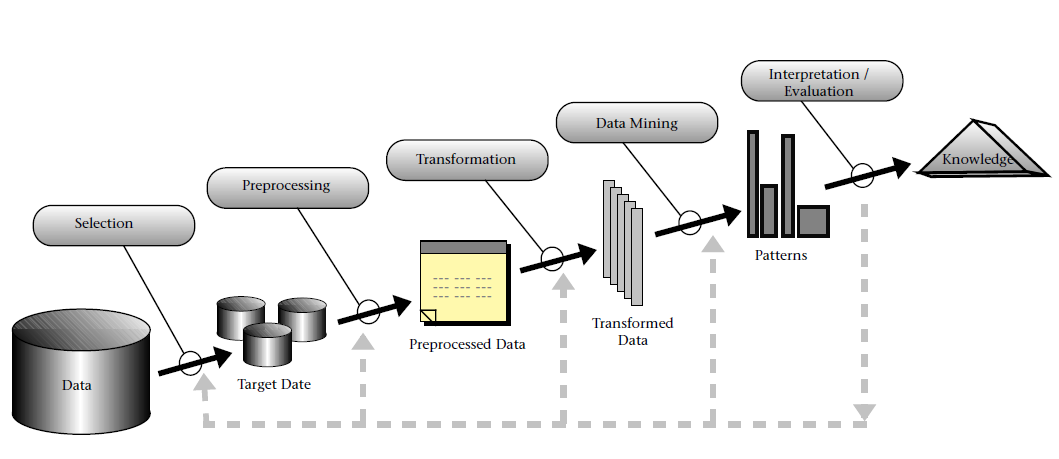 Interpretation /
Evaluation
Data Mining
Transformation
Preprocessing
Selection
Knowledge
Patterns
Transformed
Data
Preprocessed Data
Target Date
Data